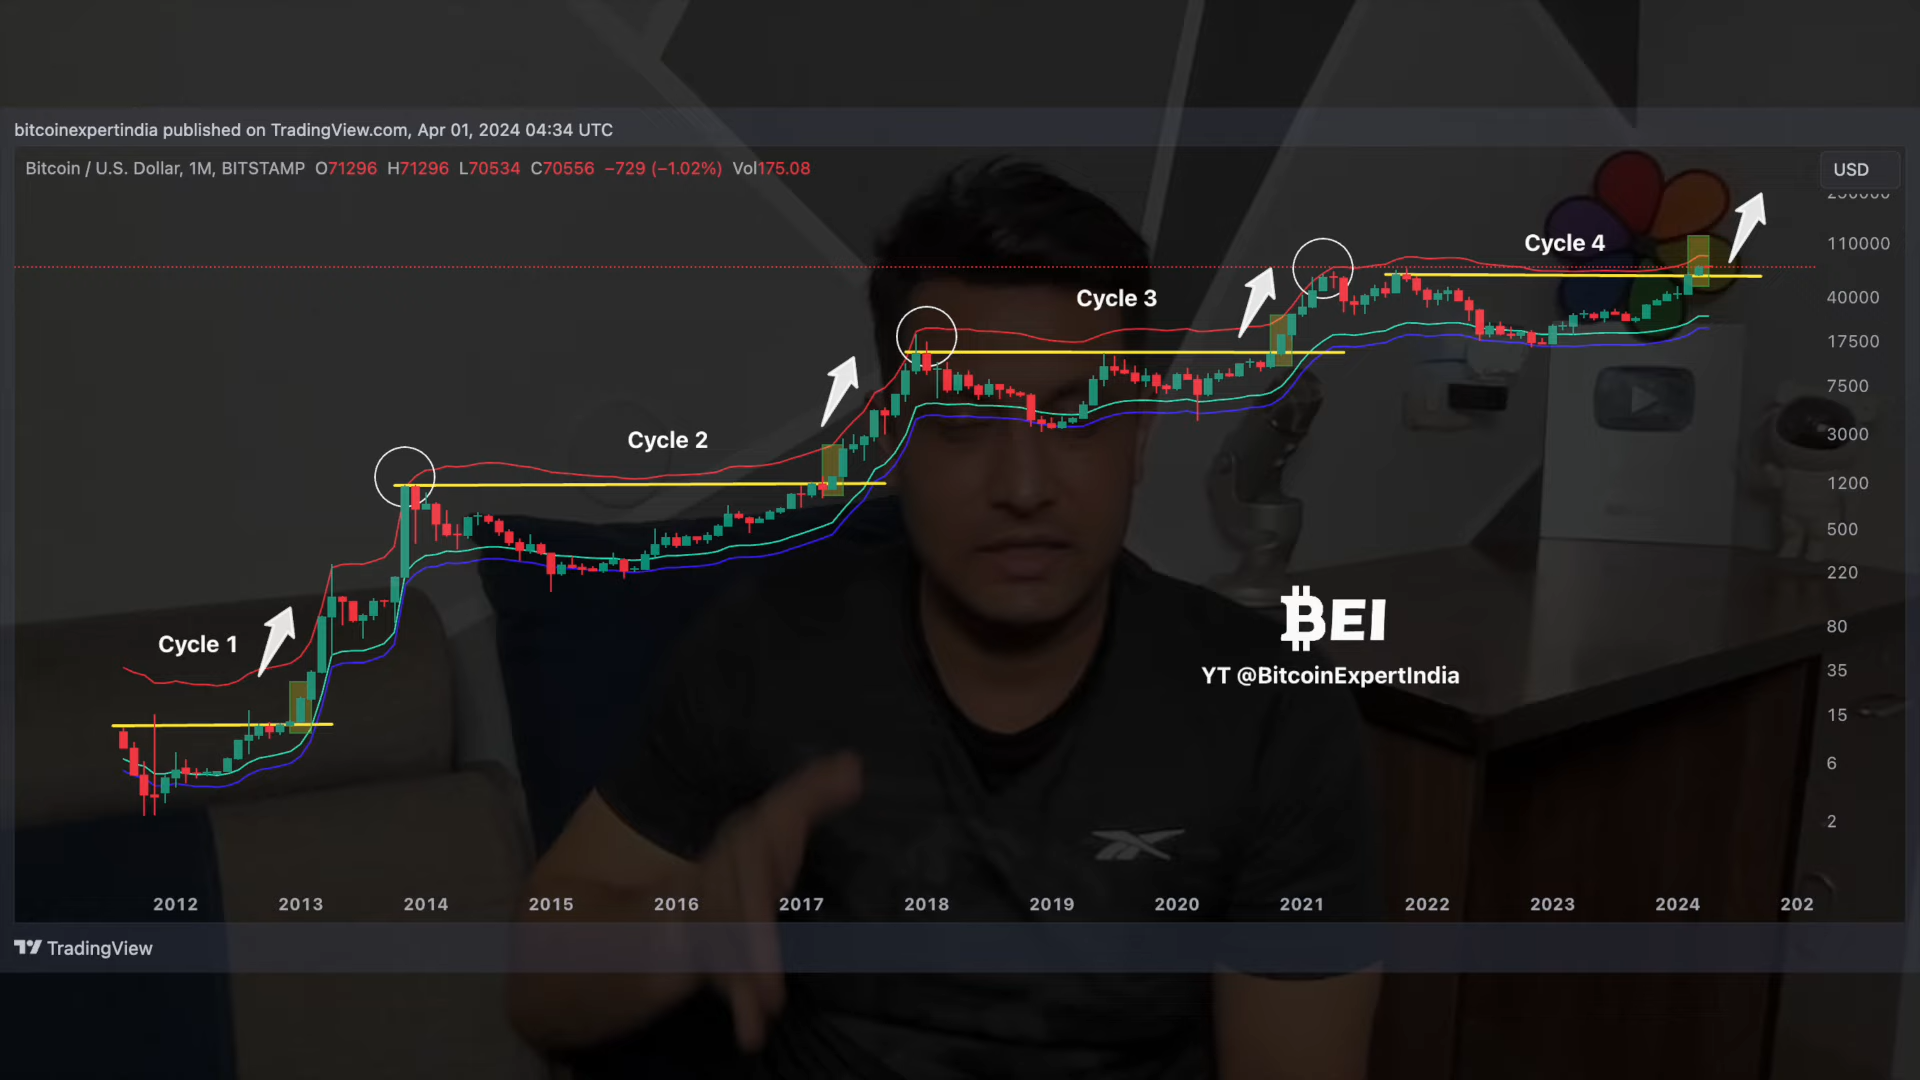 bitcoinexpertindia published on TradingView.com, Apr 01, 2024 04:34 UTC
Bitcoin / U.S. Dollar, 1M, BITSTAMP O71296 H71296 L70534 C70556 −729 (−1.02%) Vol175.08
USD
250000
Cycle 4
110000
Cycle 3
40000
17500
7500
Cycle 2
3000
1200
500
220
BEI
80
Cycle 1
YT @BitcoinExpertIndia
35
15
6
2
2012 2013 2014 2015 2016 2017 2018 2019 2020 2021 2022 2023 2024 202
TradingView